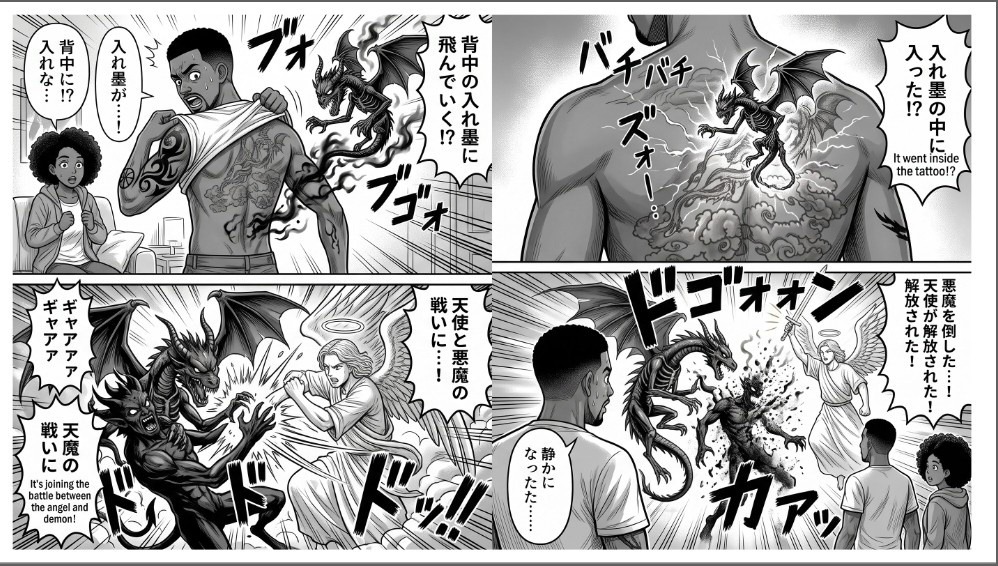 背中の入れ墨に
飛んでいく!?
ブォ
入れ墨が…!
背中に!?
入れな…
ブゴォ
入れ墨の中に
入った!?
It went inside
the tattoo!?
バチバチ
ズォー…
天使と悪魔の
戦いに…!
ギャアアァァ
ギャアァ
天魔の
戦いに
It's joining the
battle between
the angel and
demon!
ドドドッ!!
悪魔を倒した…!
天使が解放された!
解放された!
ドゴォォン
静かに
なったた……
カァッ